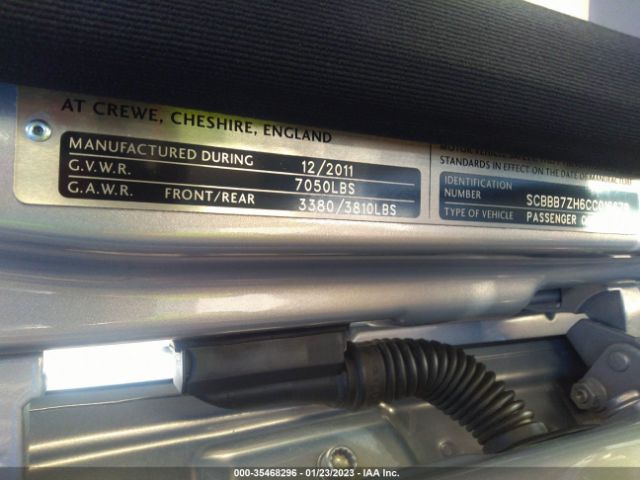 AT CREWE, CHESHIRE, ENGLAND
MANUFACTURED DURING 12/2011
G.V.W.R. 7050LBS
G.A.W.R. FRONT/REAR 3380/3810LBS
STANDARDS IN EFFECT ON THE DATE OF MANUFACTURE
IDENTIFICATION
NUMBER
TYPE OF VEHICLE PASSENGER
000-35468296 - 01/23/2023 - IAA Inc.